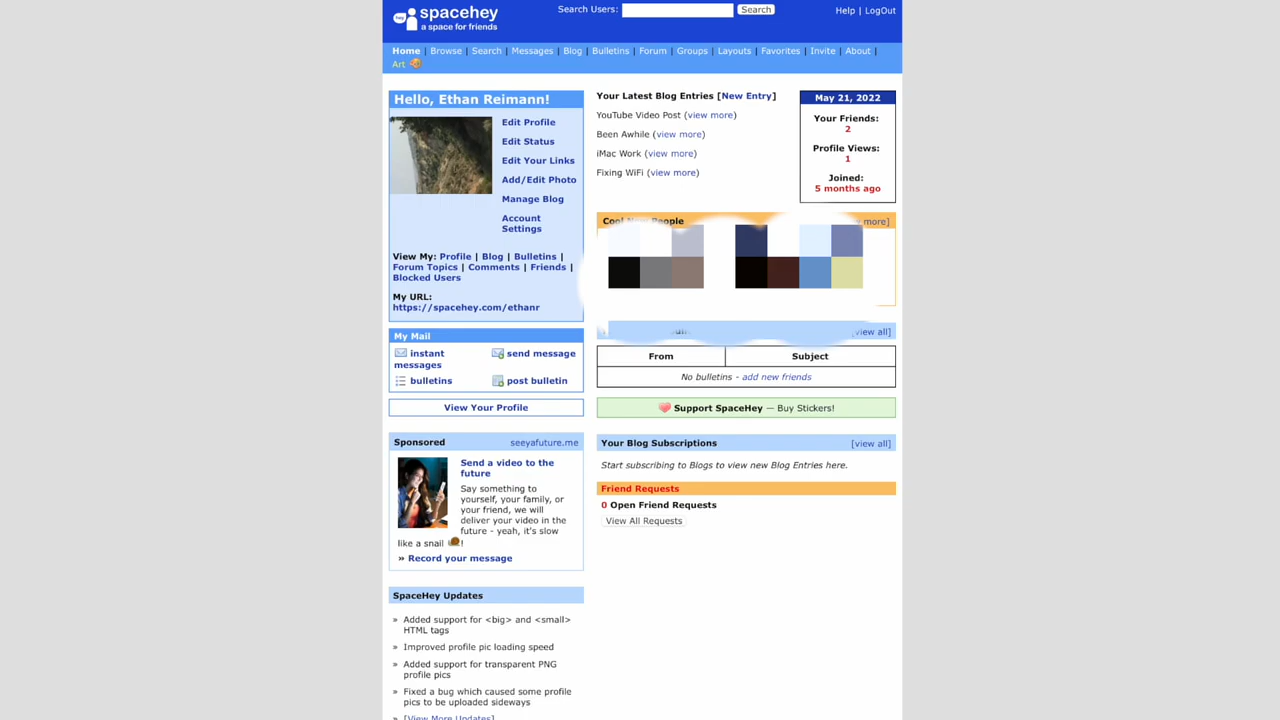 hey
spacehey
a space for friends
Search Users:
Search
Help | LogOut
Home | Browse | Search | Messages | Blog | Bulletins | Forum | Groups | Layouts | Favorites | Invite | About |
Art
Hello, Ethan Reimann!
Edit Profile
Edit Status
Edit Your Links
Add/Edit Photo
Manage Blog
Account
Settings
View My: Profile | Blog | Bulletins |
Forum Topics | Comments | Friends |
Blocked Users
My URL:
https://spacehey.com/ethanr
My Mail
instant
messages
send message
bulletins
post bulletin
View Your Profile
Sponsored
seeyafuture.me
Send a video to the
future
Say something to
yourself, your family, or
your friend, we will
deliver your video in the
future - yeah, it's slow
like a snail !
» Record your message
SpaceHey Updates
» Added support for <big> and <small>
HTML tags
» Improved profile pic loading speed
» Added support for transparent PNG
profile pics
» Fixed a bug which caused some profile
pics to be uploaded sideways
» [View More Updates]
Your Latest Blog Entries [New Entry]
YouTube Video Post (view more)
Been Awhile (view more)
iMac Work (view more)
Fixing WiFi (view more)
May 21, 2022
Your Friends:
2
Profile Views:
1
Joined:
5 months ago
Cool New People
more]
[view all]
From
Subject
No bulletins - add new friends
Support SpaceHey — Buy Stickers!
Your Blog Subscriptions
[view all]
Start subscribing to Blogs to view new Blog Entries here.
Friend Requests
0 Open Friend Requests
View All Requests